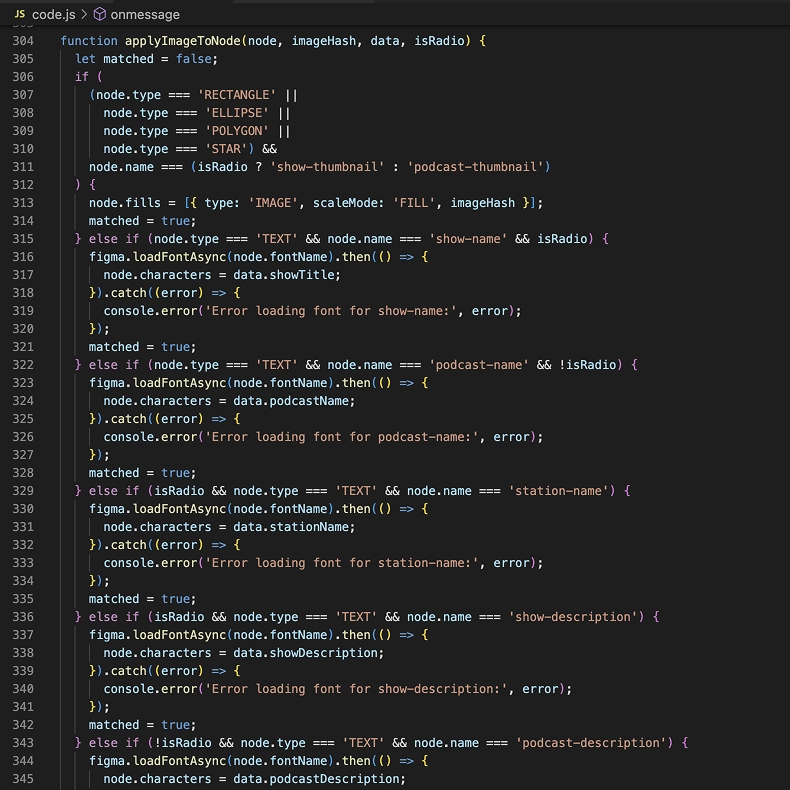 JS code.js > onmessage
304 function applyImageToNode(node, imageHash, data, isRadio) {
305 let matched = false;
306 if (
307 (node.type === 'RECTANGLE' ||
308 node.type === 'ELLIPSE' ||
309 node.type === 'POLYGON' ||
310 node.type === 'STAR') &&
311 node.name === (isRadio ? 'show-thumbnail' : 'podcast-thumbnail')
312 ) {
313 node.fills = [{ type: 'IMAGE', scaleMode: 'FILL', imageHash }];
314 matched = true;
315 } else if (node.type === 'TEXT' && node.name === 'show-name' && isRadio) {
316 figma.loadFontAsync(node.fontName).then(() => {
317 node.characters = data.showTitle;
318 }).catch((error) => {
319 console.error('Error loading font for show-name:', error);
320 });
321 matched = true;
322 } else if (node.type === 'TEXT' && node.name === 'podcast-name' && !isRadio) {
323 figma.loadFontAsync(node.fontName).then(() => {
324 node.characters = data.podcastName;
325 }).catch((error) => {
326 console.error('Error loading font for podcast-name:', error);
327 });
328 matched = true;
329 } else if (isRadio && node.type === 'TEXT' && node.name === 'station-name') {
330 figma.loadFontAsync(node.fontName).then(() => {
331 node.characters = data.stationName;
332 }).catch((error) => {
333 console.error('Error loading font for station-name:', error);
334 });
335 matched = true;
336 } else if (isRadio && node.type === 'TEXT' && node.name === 'show-description') {
337 figma.loadFontAsync(node.fontName).then(() => {
338 node.characters = data.showDescription;
339 }).catch((error) => {
340 console.error('Error loading font for show-description:', error);
341 });
342 matched = true;
343 } else if (!isRadio && node.type === 'TEXT' && node.name === 'podcast-description') {
344 figma.loadFontAsync(node.fontName).then(() => {
345 node.characters = data.podcastDescription;